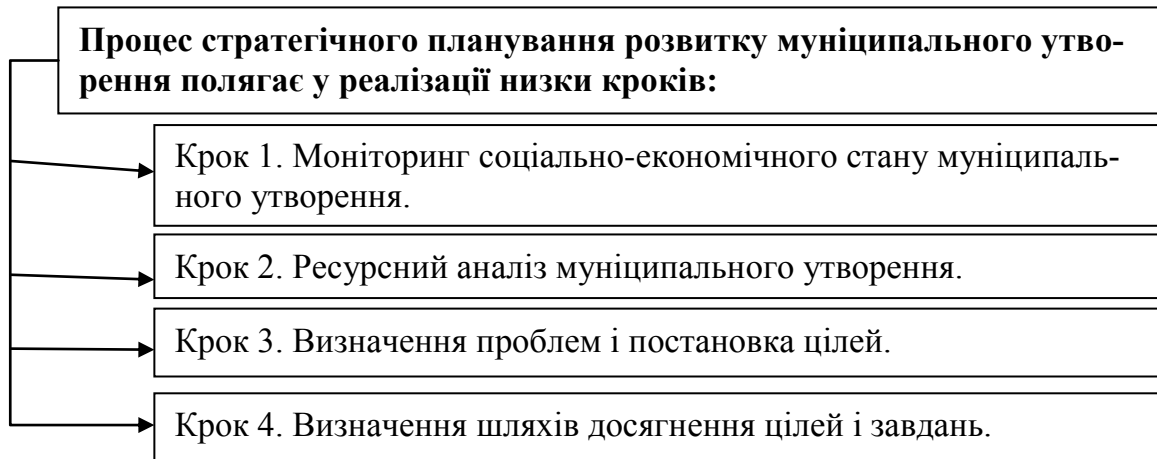 Процес стратегічного планування розвитку муніципального утво-
рення полягає у реалізації низки кроків:
Крок 1. Моніторинг соціально-економічного стану муніципаль-
ного утворення.
Крок 2. Ресурсний аналіз муніципального утворення.
Крок 3. Визначення проблем і постановка цілей.
Крок 4. Визначення шляхів досягнення цілей і завдань.